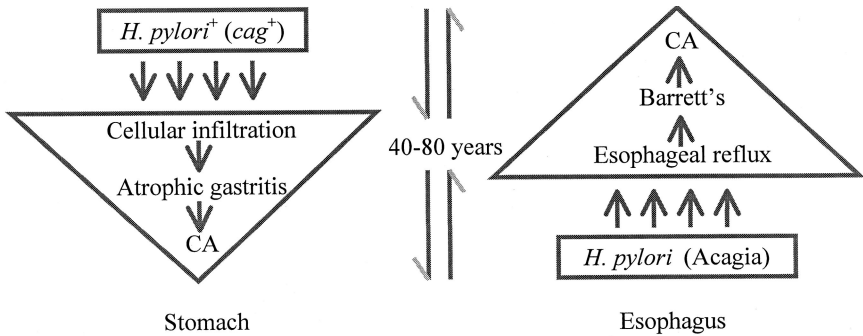 H. pylori+ (cag+)
Cellular infiltration
Atrophic gastritis
CA
Stomach
40-80 years
CA
Barrett's
Esophageal reflux
H. pylori (Acagia)
Esophagus